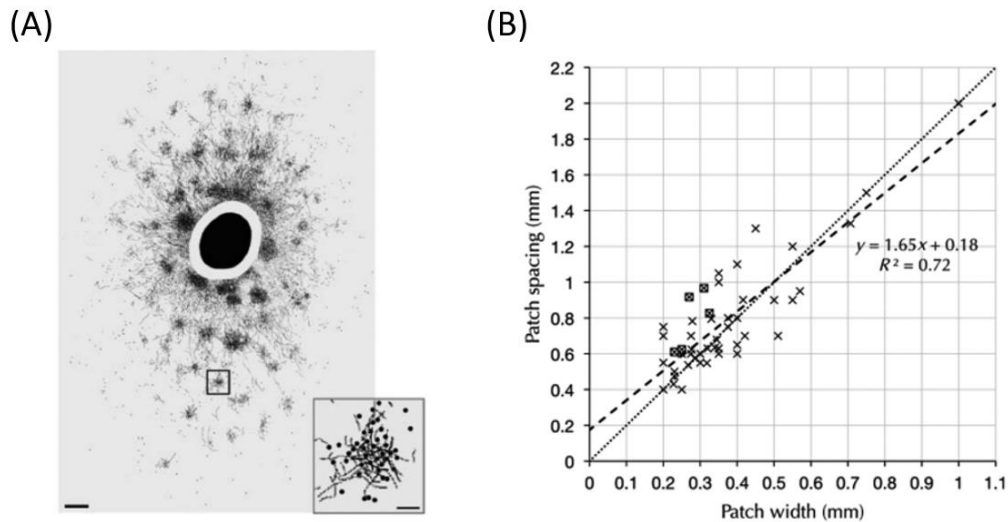 (A)
(B)
2.2
2
1.8
1.6
1.4
1.2
1
0.8
0.6
0.4
0.2
0
Patch spacing (mm)
y = 1.65x + 0.18
R² = 0.72
0 0.1 0.2 0.3 0.4 0.5 0.6 0.7 0.8 0.9 1 1.1
Patch width (mm)